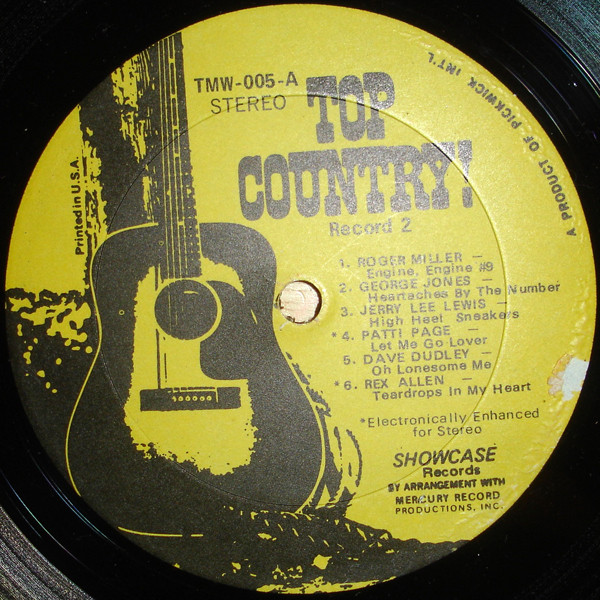 TMW-005-A
STEREO
TOP
COUNTRY!
Record 2
A PRODUCT OF PICKWICK INT'L
Printed in U.S.A.
1. ROGER MILLER —
Engine, Engine #9
2. GEORGE JONES —
Heartaches By The Number
3. JERRY LEE LEWIS —
High Heel Sneakers
*4. PATTI PAGE —
Let Me Go Lover
5. DAVE DUDLEY —
Oh Lonesome Me
*6. REX ALLEN —
Teardrops In My Heart
*Electronically Enhanced
for Stereo
SHOWCASE
Records
BY ARRANGEMENT WITH
MERCURY RECORD
PRODUCTIONS, INC.